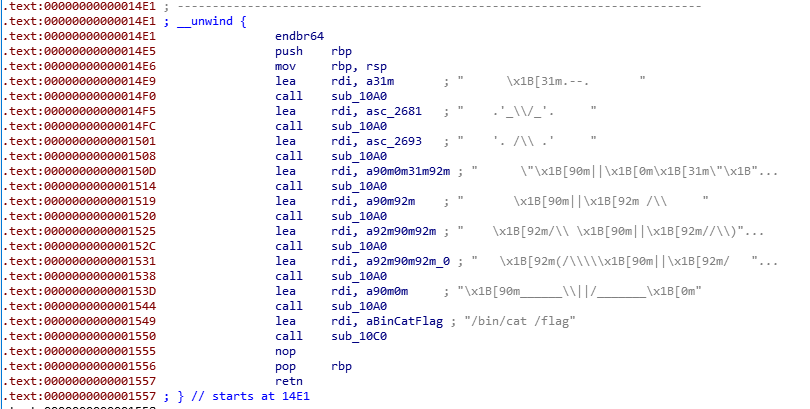 .text:00000000000014E1 ; ---------------------------------------------------------------------------
.text:00000000000014E1 ; __unwind {
.text:00000000000014E1 endbr64
.text:00000000000014E5 push rbp
.text:00000000000014E6 mov rbp, rsp
.text:00000000000014E9 lea rdi, a31m ; "      \x1B[31m.--.       "
.text:00000000000014F0 call sub_10A0
.text:00000000000014F5 lea rdi, asc_2681 ; "    .'_\\/_'.     "
.text:00000000000014FC call sub_10A0
.text:0000000000001501 lea rdi, asc_2693 ; "    '. /\\ .'     "
.text:0000000000001508 call sub_10A0
.text:000000000000150D lea rdi, a90m0m31m92m ; "      \"\x1B[90m||\x1B[0m\x1B[31m\"\x1B"...
.text:0000000000001514 call sub_10A0
.text:0000000000001519 lea rdi, a90m92m ; "       \x1B[90m||\x1B[92m /\\     "
.text:0000000000001520 call sub_10A0
.text:0000000000001525 lea rdi, a92m90m92m ; "    \x1B[92m/\\ \x1B[90m||\x1B[92m//\\)"...
.text:000000000000152C call sub_10A0
.text:0000000000001531 lea rdi, a92m90m92m_0 ; "   \x1B[92m(/\\\\\x1B[90m||\x1B[92m/   "...
.text:0000000000001538 call sub_10A0
.text:000000000000153D lea rdi, a90m0m ; "\x1B[90m______\\||/_______\x1B[0m"
.text:0000000000001544 call sub_10A0
.text:0000000000001549 lea rdi, aBinCatFlag ; "/bin/cat /flag"
.text:0000000000001550 call sub_10C0
.text:0000000000001555 nop
.text:0000000000001556 pop rbp
.text:0000000000001557 retn
.text:0000000000001557 ; } // starts at 14E1